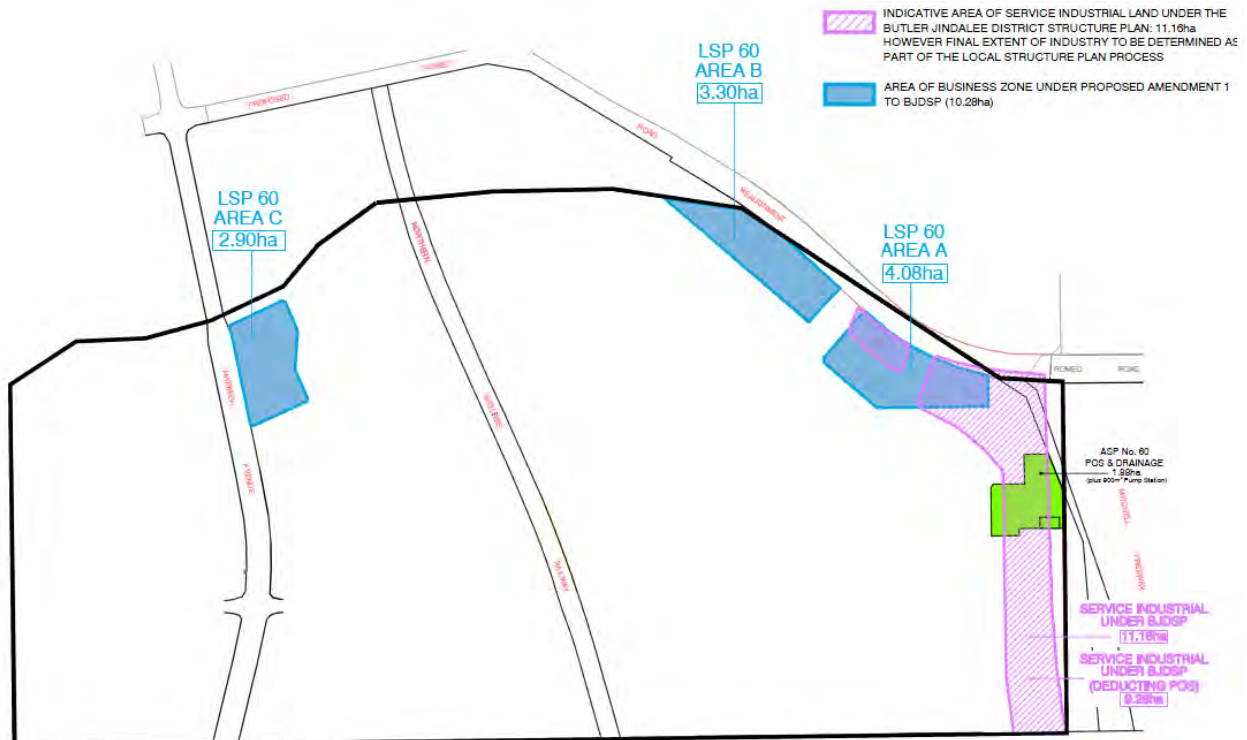 INDICATIVE AREA OF SERVICE INDUSTRIAL LAND UNDER THE
BUTLER JINDALEE DISTRICT STRUCTURE PLAN: 11.16ha
HOWEVER FINAL EXTENT OF INDUSTRY TO BE DETERMINED AS
PART OF THE LOCAL STRUCTURE PLAN PROCESS
AREA OF BUSINESS ZONE UNDER PROPOSED AMENDMENT 1
TO BJDSP (10.28ha)
LSP 60
AREA B
3.30ha
PROPOSED
ROAD
REALIGNMENT
LSP 60
AREA C
2.90ha
LSP 60
AREA A
4.08ha
NORTHERN
SUBURBS
RAILWAY
MARMION
AVENUE
ROMEO
ROAD
ASP No. 60
POS & DRAINAGE
1.88ha
(plus 900m² Pump Station)
MITCHELL
FREEWAY
SERVICE INDUSTRIAL
UNDER BJDSP
11.16ha
SERVICE INDUSTRIAL
UNDER BJDSP
(DEDUCTING POS)
9.28ha